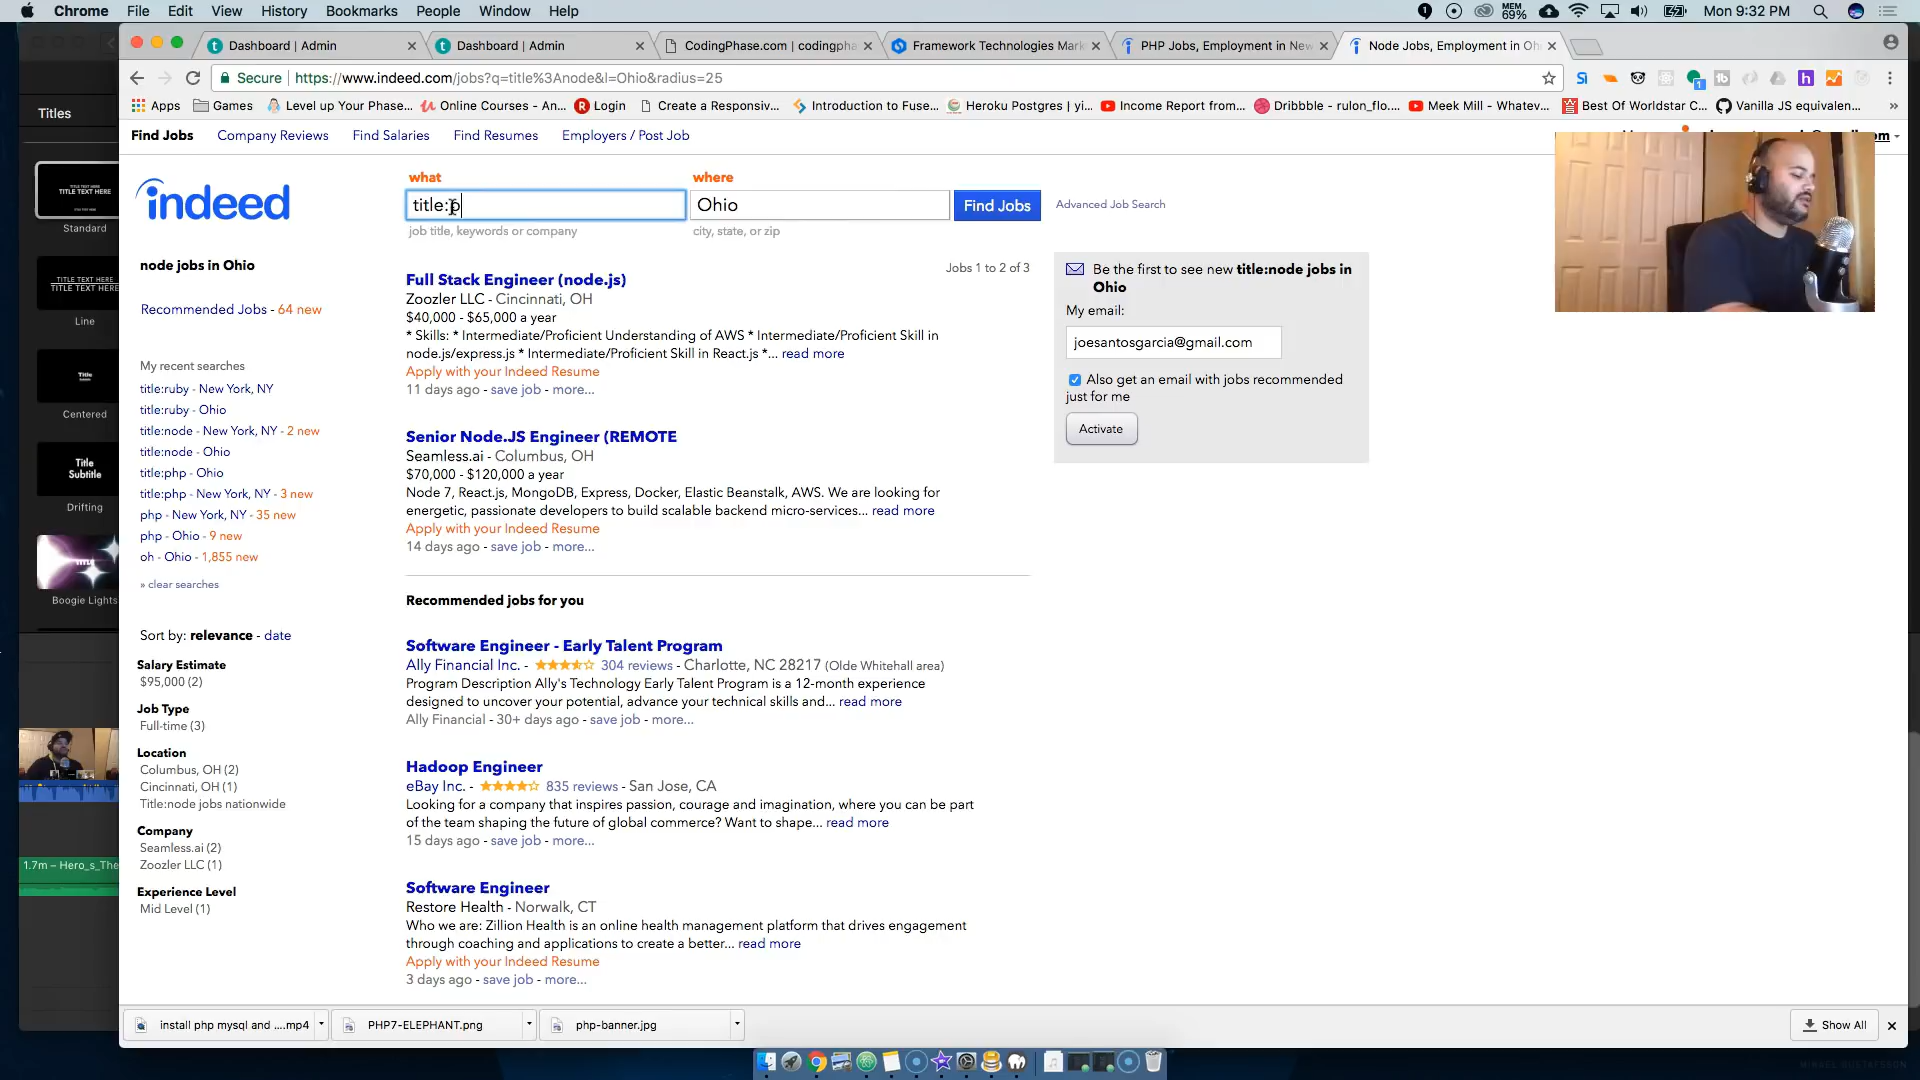 Chrome File Edit View History Bookmarks People Window Help
MEM 69% Mon 9:32 PM
Dashboard | Admin
Dashboard | Admin
CodingPhase.com | codingpha
Framework Technologies Mark
PHP Jobs, Employment in New
Node Jobs, Employment in Oh
Secure https://www.indeed.com/jobs?q=title%3Anode&l=Ohio&radius=25
Apps
Games
Level up Your Phase...
Online Courses - An...
Login
Create a Responsiv...
Introduction to Fuse...
Heroku Postgres | yi...
Income Report from...
Dribbble - rulon_flo...
Meek Mill - Whatev...
Best Of Worldstar C...
Vanilla JS equivalen...
»
Titles
TITLE TEXT HERE
Standard
TITLE TEXT HERE
Line
Title
Centered
Title
Subtitle
Drifting
Boogie Lights
1.7m – Hero_s_The
Find Jobs Company Reviews Find Salaries Find Resumes Employers / Post Job
indeed
what
title:p
job title, keywords or company
where
Ohio
city, state, or zip
Find Jobs
Advanced Job Search
node jobs in Ohio
Recommended Jobs - 64 new
My recent searches
title:ruby - New York, NY
title:ruby - Ohio
title:node - New York, NY - 2 new
title:node - Ohio
title:php - Ohio
title:php - New York, NY - 3 new
php - New York, NY - 35 new
php - Ohio - 9 new
oh - Ohio - 1,855 new
» clear searches
Sort by: relevance - date
Salary Estimate
$95,000 (2)
Job Type
Full-time (3)
Location
Columbus, OH (2)
Cincinnati, OH (1)
Title:node jobs nationwide
Company
Seamless.ai (2)
Zoozler LLC (1)
Experience Level
Mid Level (1)
Jobs 1 to 2 of 3
Full Stack Engineer (node.js)
Zoozler LLC - Cincinnati, OH
$40,000 - $65,000 a year
* Skills: * Intermediate/Proficient Understanding of AWS * Intermediate/Proficient Skill in
node.js/express.js * Intermediate/Proficient Skill in React.js *... read more
Apply with your Indeed Resume
11 days ago - save job - more...
Senior Node.JS Engineer (REMOTE
Seamless.ai - Columbus, OH
$70,000 - $120,000 a year
Node 7, React.js, MongoDB, Express, Docker, Elastic Beanstalk, AWS. We are looking for
energetic, passionate developers to build scalable backend micro-services... read more
Apply with your Indeed Resume
14 days ago - save job - more...
Recommended jobs for you
Software Engineer - Early Talent Program
Ally Financial Inc. - 304 reviews - Charlotte, NC 28217 (Olde Whitehall area)
Program Description Ally's Technology Early Talent Program is a 12-month experience
designed to uncover your potential, advance your technical skills and... read more
Ally Financial - 30+ days ago - save job - more...
Hadoop Engineer
eBay Inc. - 835 reviews - San Jose, CA
Looking for a company that inspires passion, courage and imagination, where you can be part
of the team shaping the future of global commerce? Want to shape... read more
15 days ago - save job - more...
Software Engineer
Restore Health - Norwalk, CT
Who we are: Zillion Health is an online health management platform that drives engagement
through coaching and applications to create a better... read more
Apply with your Indeed Resume
3 days ago - save job - more...
Be the first to see new title:node jobs in
Ohio
My email:
joesantosgarcia@gmail.com
Also get an email with jobs recommended
just for me
Activate
install php mysql and ....mp4
PHP7-ELEPHANT.png
php-banner.jpg
Show All